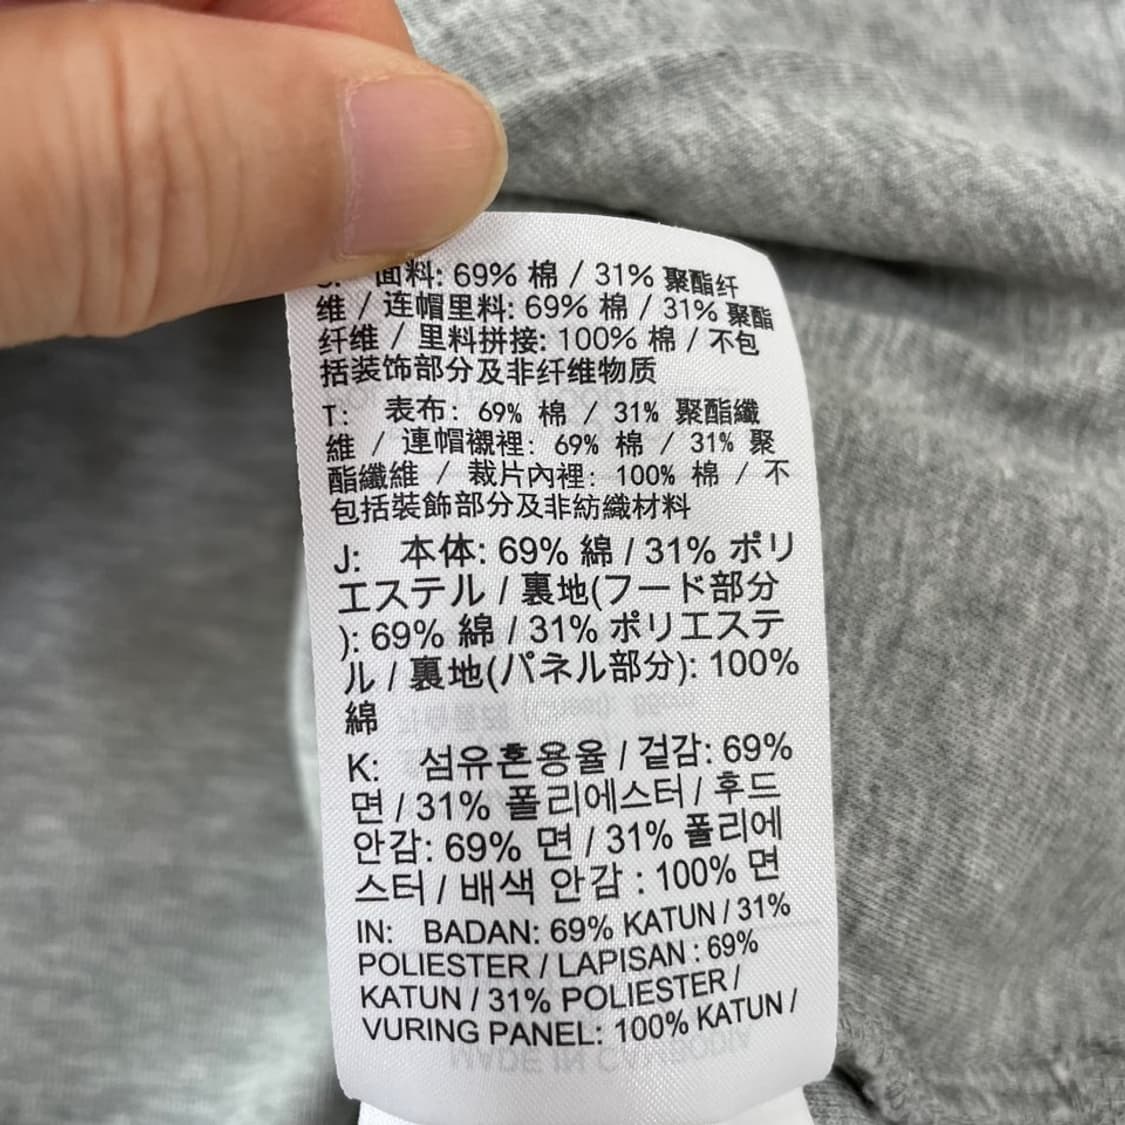 面料: 69% 棉 / 31% 聚酯纤
维 / 连帽里料: 69% 棉 / 31% 聚酯
纤维 / 里料拼接: 100% 棉 / 不包
括装饰部分及非纤维物质
T: 表布: 69% 棉 / 31% 聚酯纖
維 / 連帽襯裡: 69% 棉 / 31% 聚
酯纖維 / 裁片內裡: 100% 棉 / 不
包括裝飾部分及非紡織材料
J: 本体: 69% 綿 / 31% ポリ
エステル / 裏地(フード部分
): 69% 綿 / 31% ポリエステ
ル / 裏地(パネル部分): 100%
綿
K: 섬유혼용율 / 겉감: 69%
면 / 31% 폴리에스터 / 후드
안감: 69% 면 / 31% 폴리에
스터 / 배색 안감 : 100% 면
IN: BADAN: 69% KATUN / 31%
POLIESTER / LAPISAN : 69%
KATUN / 31% POLIESTER /
VURING PANEL: 100% KATUN /
MADE IN CAMBODIA